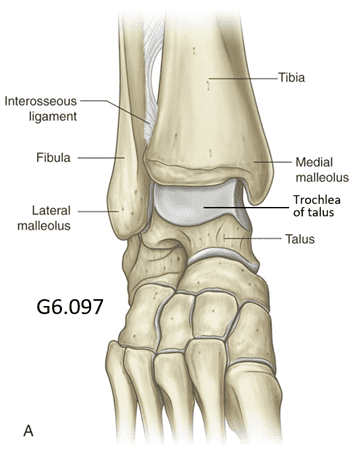 Tibia
Interosseous
ligament
Fibula
Medial
malleolus
Trochlea
of talus
Lateral
malleolus
Talus
G6.097
A